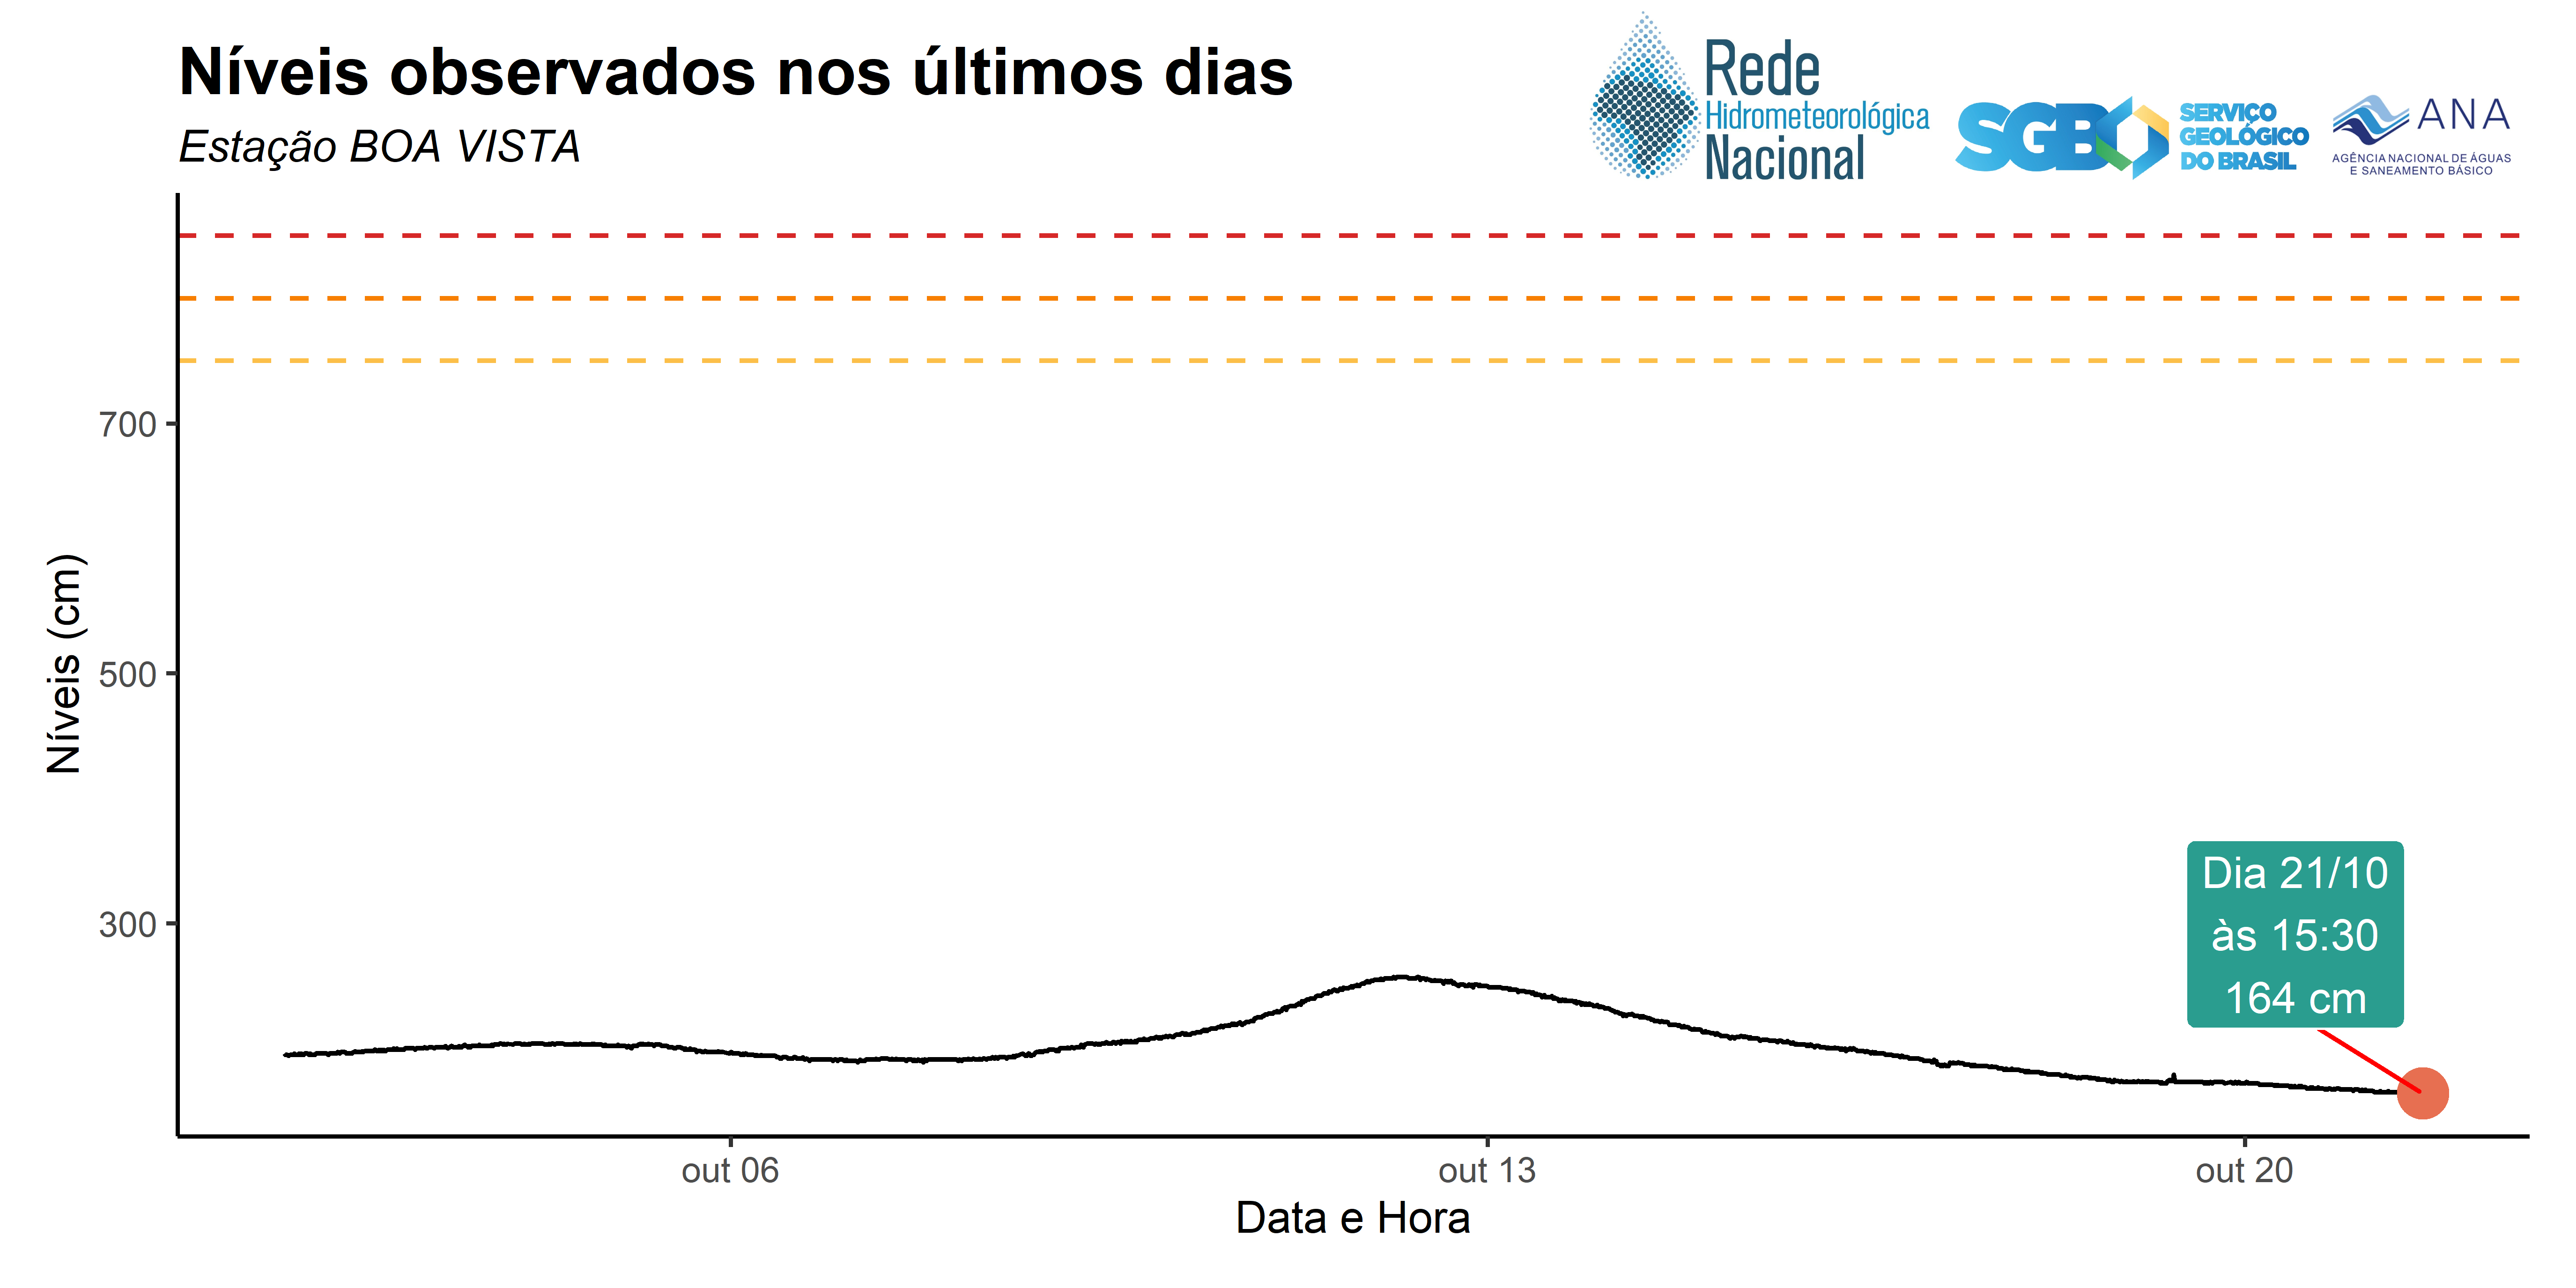 Níveis observados nos últimos dias
Estação BOA VISTA
Rede
Hidrometeorológica
Nacional
SGB
SERVIÇO
GEOLÓGICO
DO BRASIL
ANA
AGÊNCIA NACIONAL DE ÁGUAS
E SANEAMENTO BÁSICO
Níveis (cm)
700
500
300
Dia 21/10
às 15:30
164 cm
out 06
out 13
out 20
Data e Hora